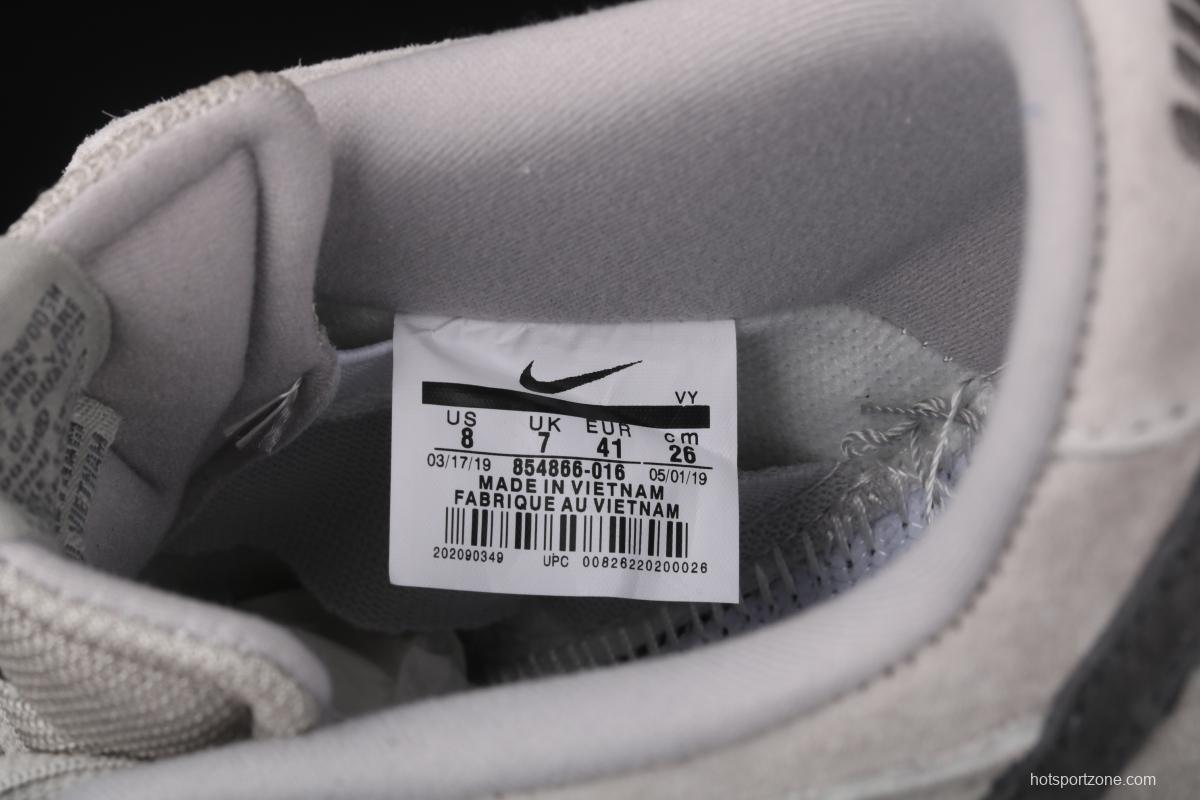 VY
US UK EUR cm
8 7 41 26
03/17/19 854866-016 05/01/19
MADE IN VIETNAM
FABRIQUE AU VIETNAM
202090349 UPC 00826220200026
VIETNAM
hotsportzone.com